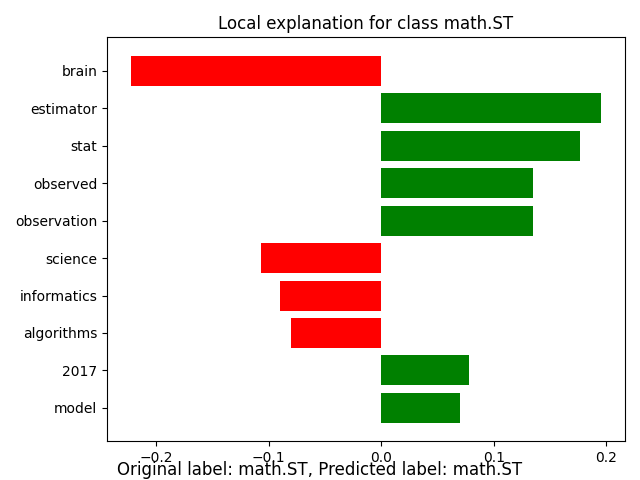 Local explanation for class math.ST
brain
estimator
stat
observed
observation
science
informatics
algorithms
2017
model
−0.2 −0.1 0.0 0.1 0.2
Original label: math.ST, Predicted label: math.ST